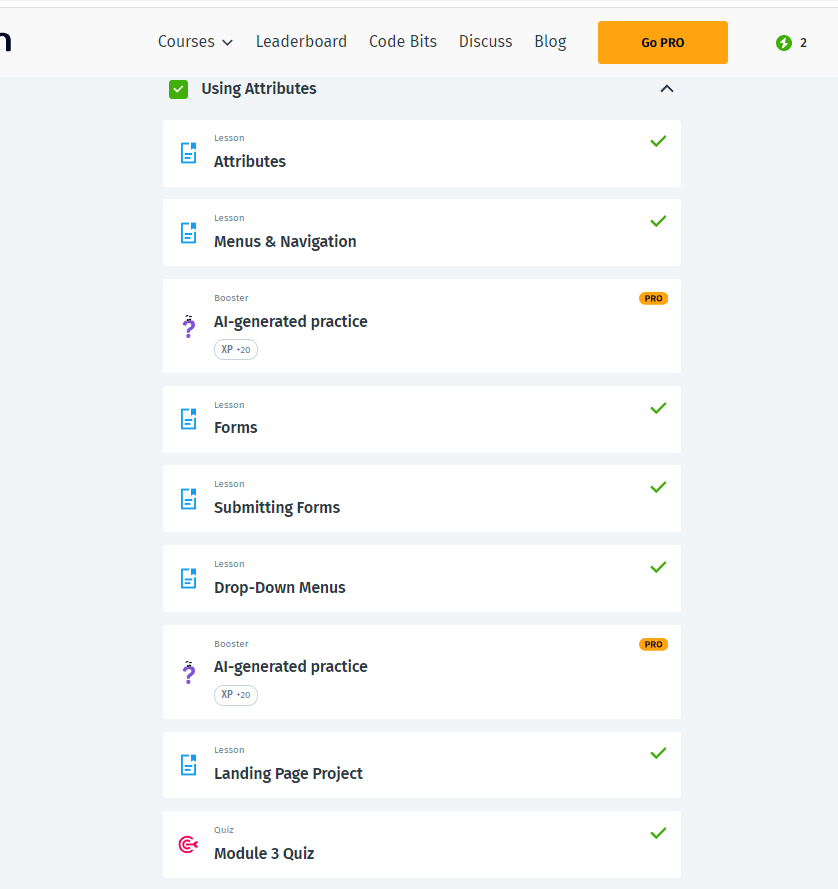 n
Courses Leaderboard Code Bits Discuss Blog Go PRO 2
Using Attributes
Lesson
Attributes
Lesson
Menus & Navigation
Booster
PRO
AI-generated practice
XP +20
Lesson
Forms
Lesson
Submitting Forms
Lesson
Drop-Down Menus
Booster
PRO
AI-generated practice
XP +20
Lesson
Landing Page Project
Quiz
Module 3 Quiz